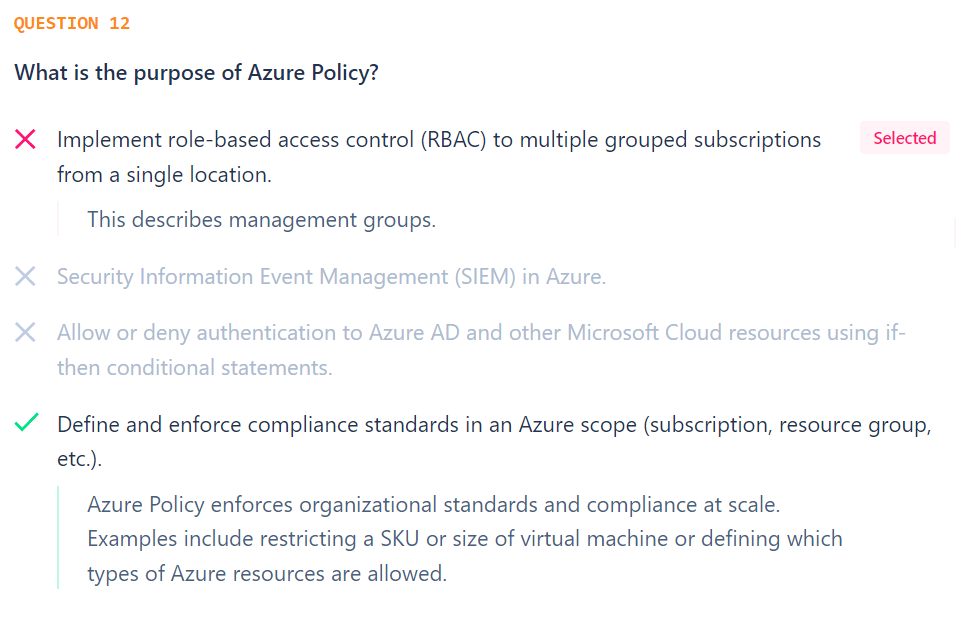 QUESTION 12
What is the purpose of Azure Policy?
Implement role-based access control (RBAC) to multiple grouped subscriptions
Selected
from a single location.
This describes management groups.
Security Information Event Management (SIEM) in Azure.
Allow or deny authentication to Azure AD and other Microsoft Cloud resources using if-
then conditional statements.
Define and enforce compliance standards in an Azure scope (subscription, resource group,
etc.).
Azure Policy enforces organizational standards and compliance at scale.
Examples include restricting a SKU or size of virtual machine or defining which
types of Azure resources are allowed.